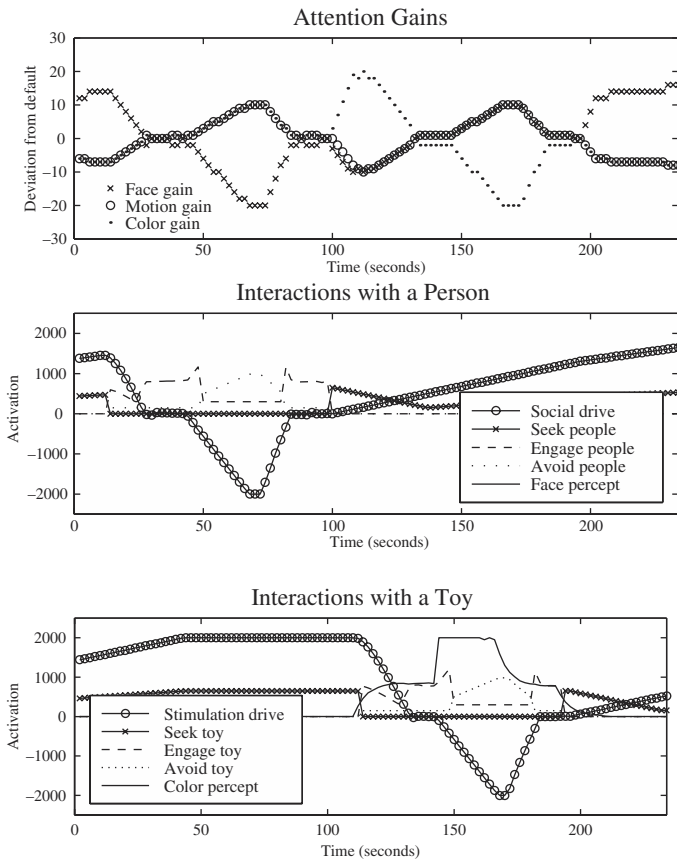 Attention Gains
30
20
10
0
−10
−20
−30
Deviation from default
Face gain
Motion gain
Color gain
0 50 100 150 200
Time (seconds)
Interactions with a Person
2000
1000
0
−1000
−2000
Activation
Social drive
Seek people
Engage people
Avoid people
Face percept
0 50 100 150 200
Time (seconds)
Interactions with a Toy
2000
1000
0
−1000
−2000
Activation
Stimulation drive
Seek toy
Engage toy
Avoid toy
Color percept
0 50 100 150 200
Time (seconds)